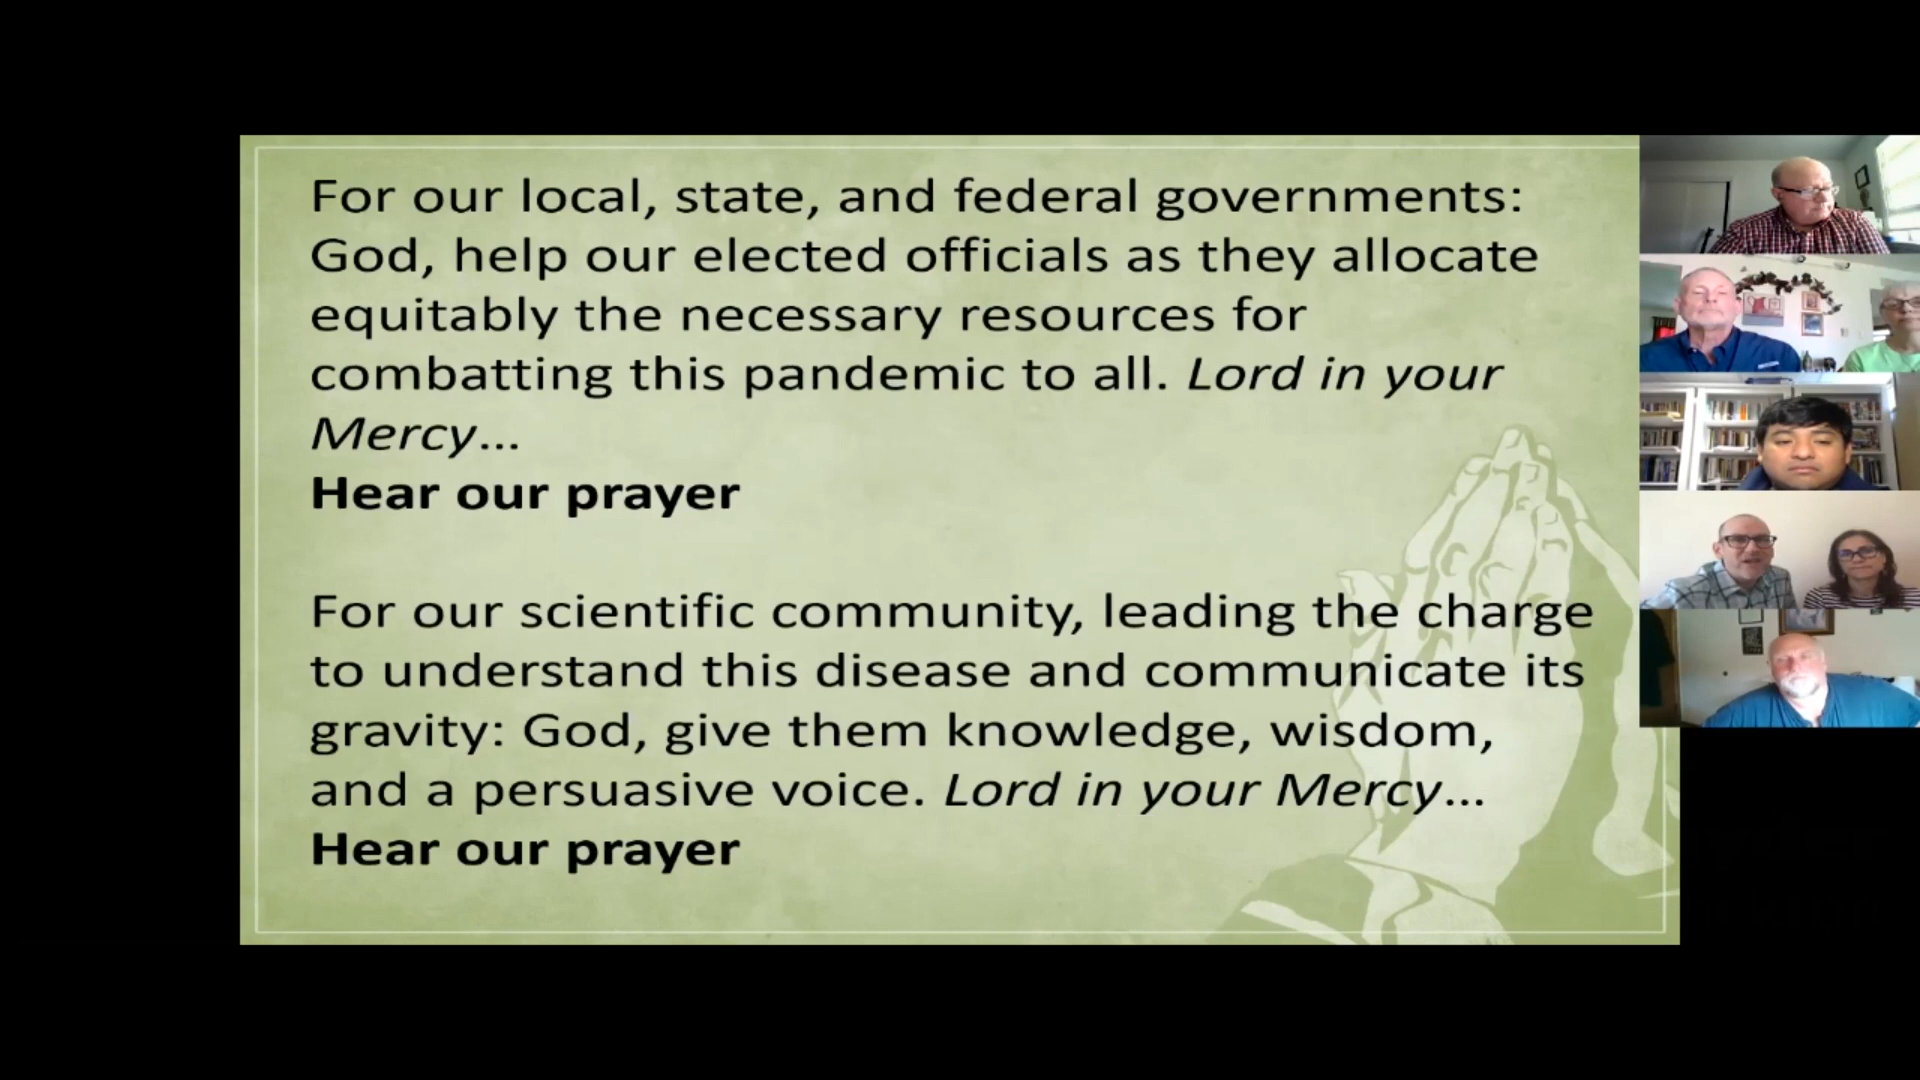 For our local, state, and federal governments:
God, help our elected officials as they allocate
equitably the necessary resources for
combatting this pandemic to all. Lord in your
Mercy...
Hear our prayer
For our scientific community, leading the charge
to understand this disease and communicate its
gravity: God, give them knowledge, wisdom,
and a persuasive voice. Lord in your Mercy...
Hear our prayer